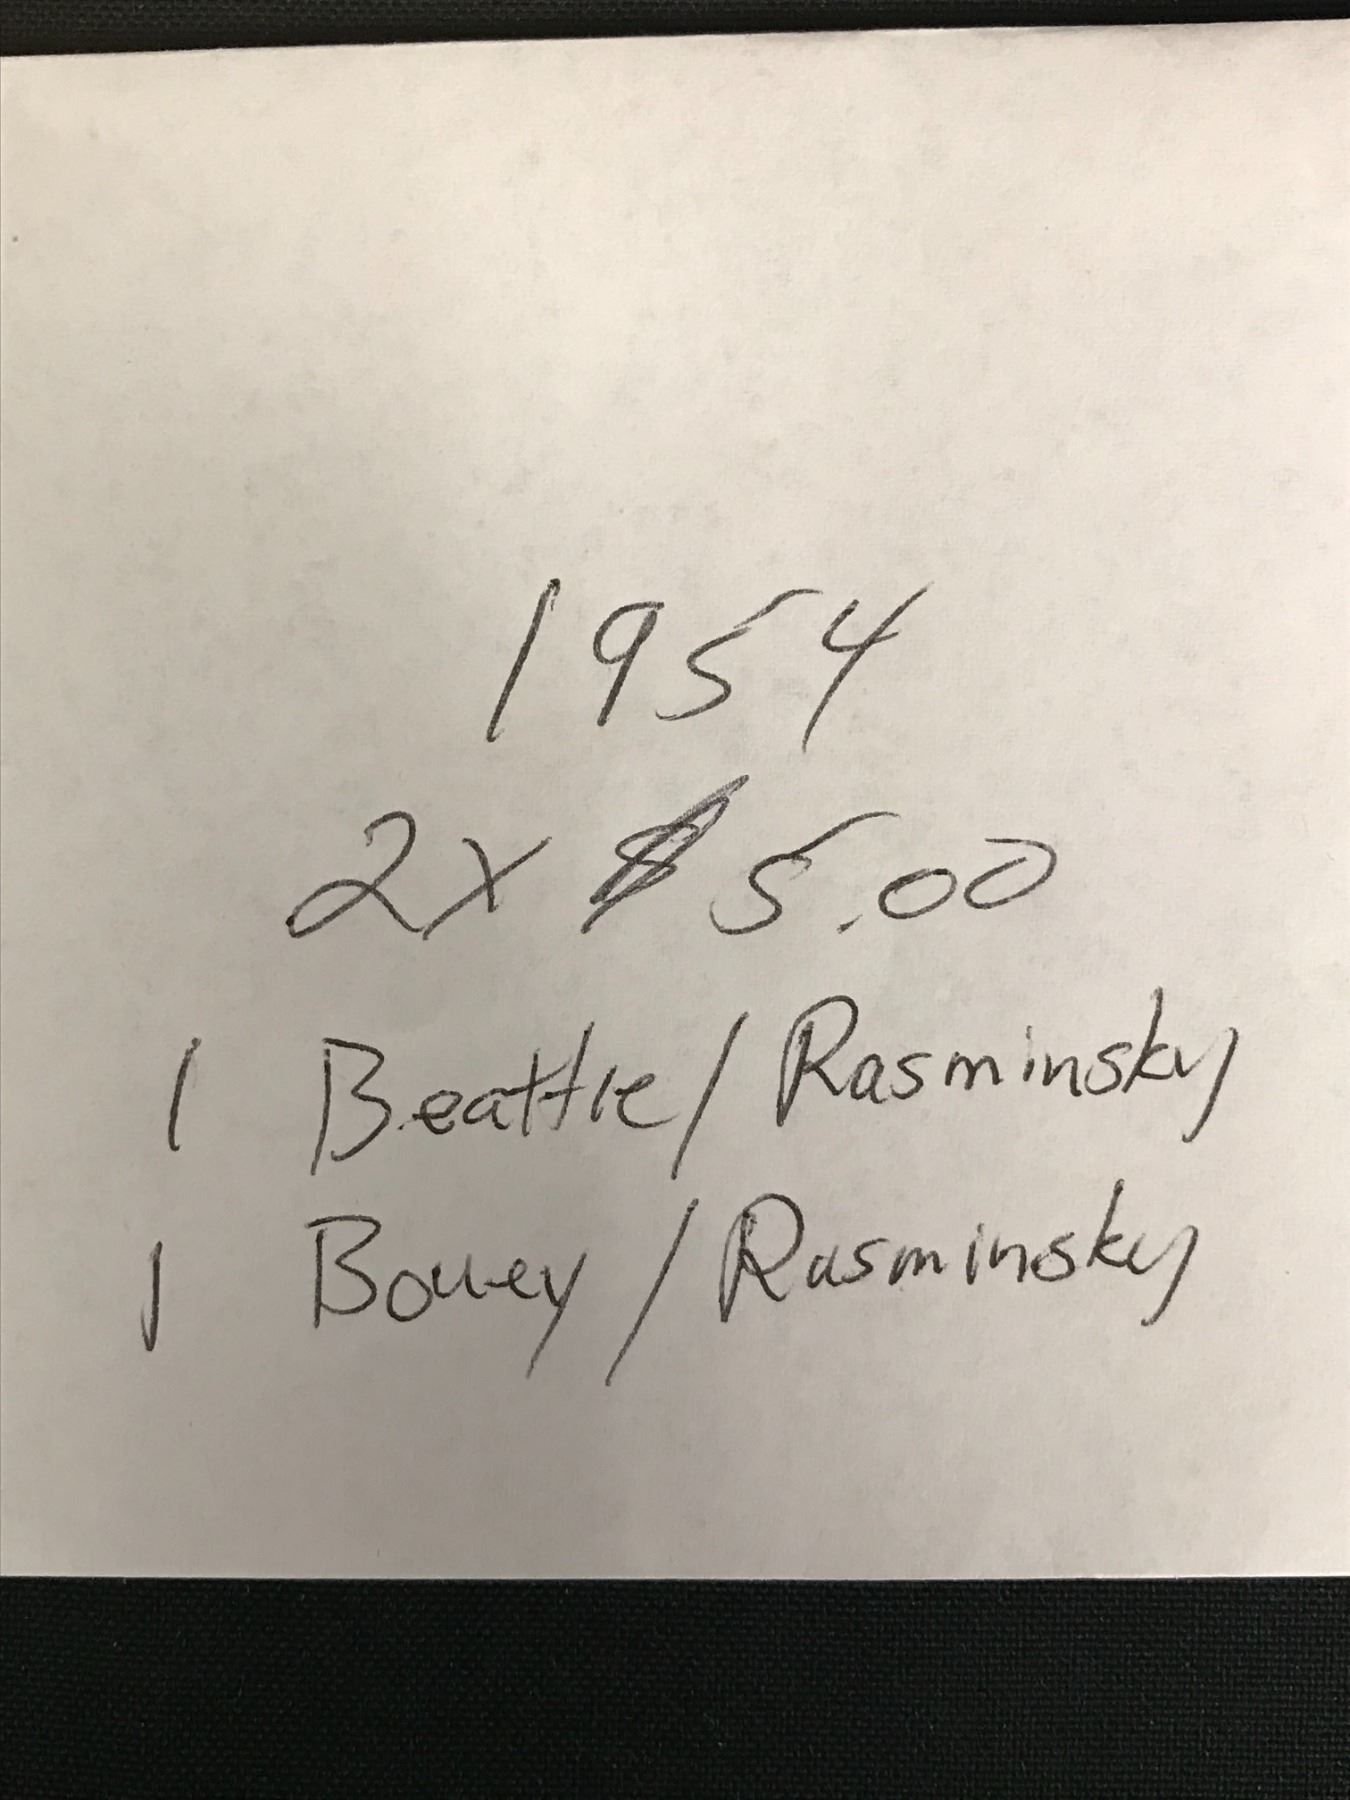 1954
2x $5.00
1 Beattie/Rasminsky
1 Bouey/Rasminsky